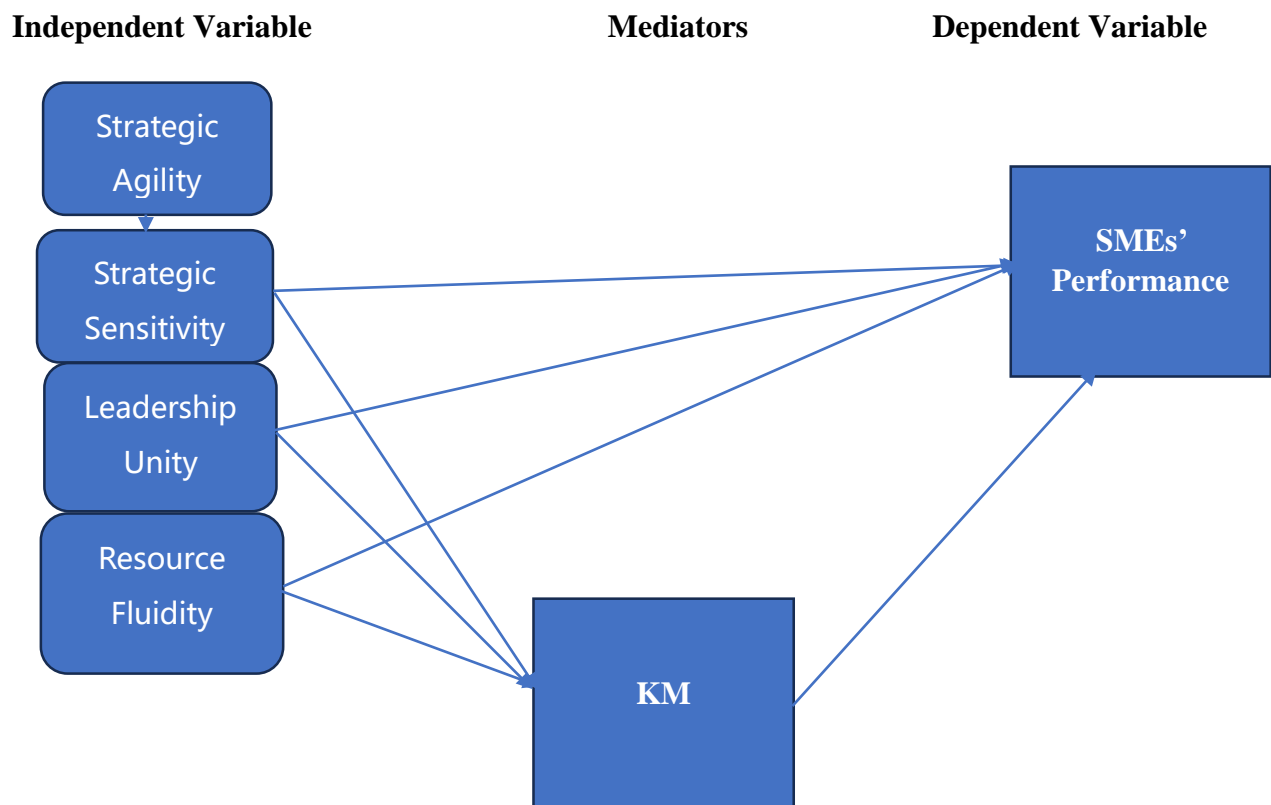 Independent Variable
Mediators
Dependent Variable
Strategic
Agility
Strategic
Sensitivity
Leadership
Unity
Resource
Fluidity
KM
SMEs’
Performance